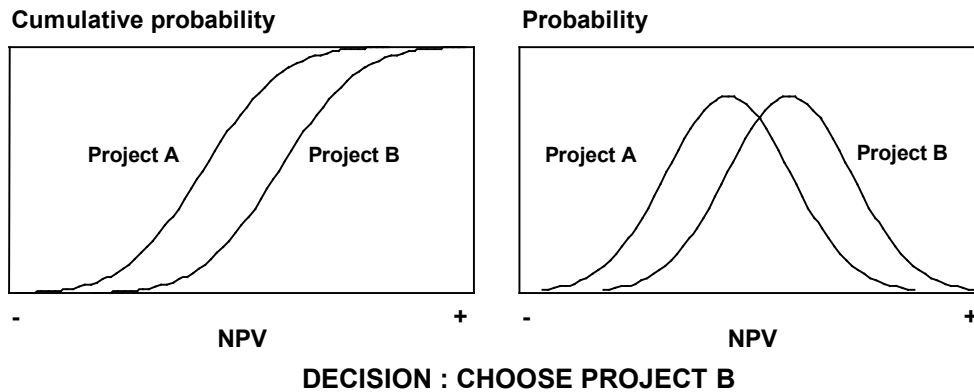 Cumulative probability
Project A
Project B
-
+
NPV
Probability
Project A
Project B
-
+
NPV
DECISION : CHOOSE PROJECT B